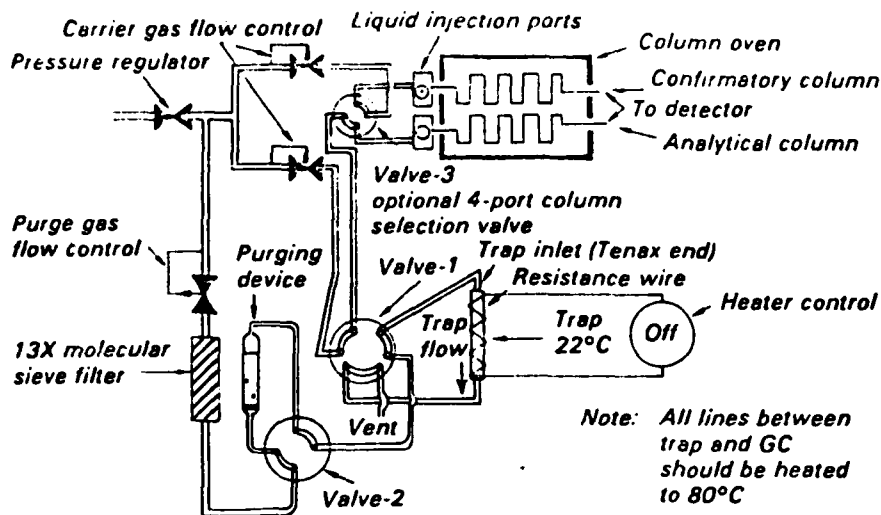 Carrier gas flow control
Pressure regulator
Liquid injection ports
Column oven
Confirmatory column
To detector
Analytical column
Valve-3
optional 4-port column
selection valve
Purge gas
flow control
Purging
device
Trap inlet (Tenax end)
Resistance wire
Valve-1
Heater control
Trap
flow
Trap
22°C
Off
13X molecular
sieve filter
Vent
Valve-2
Note: All lines between
trap and GC
should be heated
to 80°C